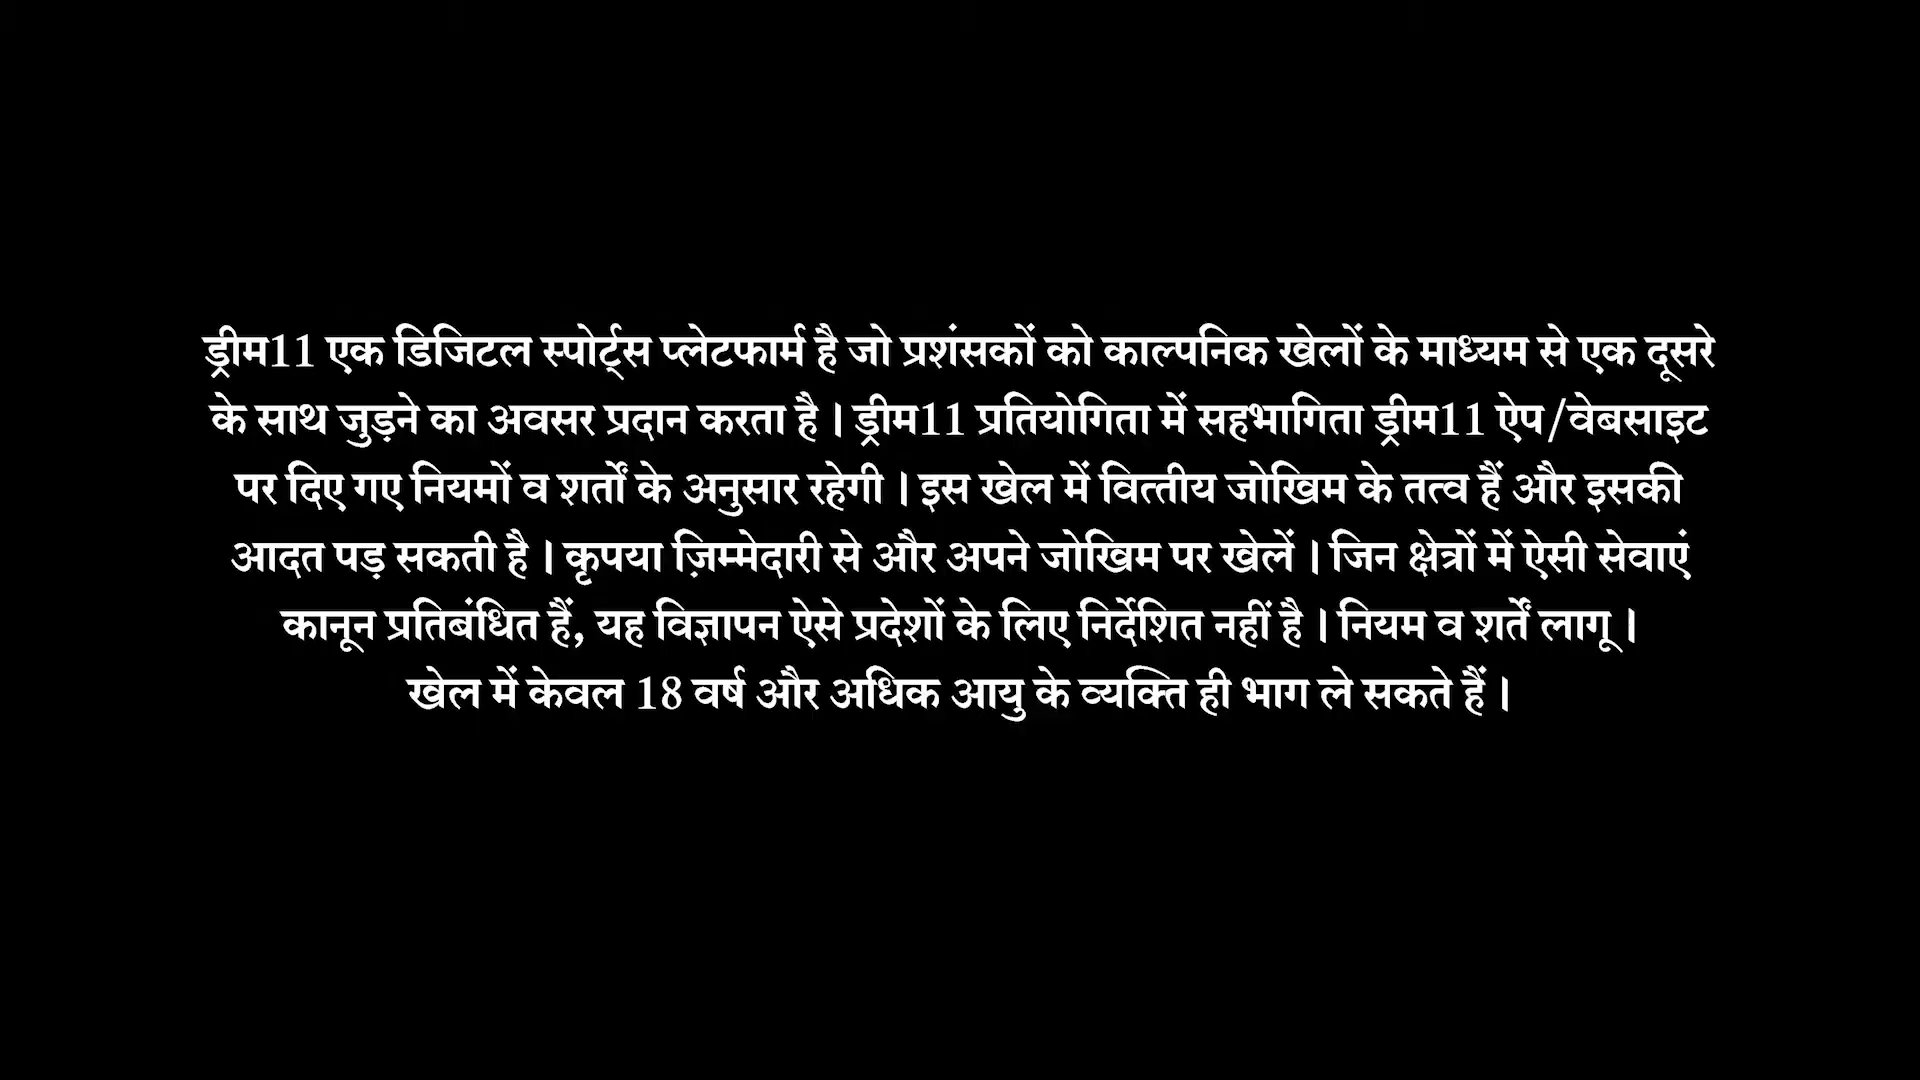 ड्रीम11 एक डिजिटल स्पोर्ट्स प्लेटफार्म है जो प्रशंसकों को काल्पनिक खेलों के माध्यम से एक दूसरे
के साथ जुड़ने का अवसर प्रदान करता है । ड्रीम11 प्रतियोगिता में सहभागिता ड्रीम11 ऐप/वेबसाइट
पर दिए गए नियमों व शर्तों के अनुसार रहेगी । इस खेल में वित्तीय जोखिम के तत्व हैं और इसकी
आदत पड़ सकती है । कृपया ज़िम्मेदारी से और अपने जोखिम पर खेलें । जिन क्षेत्रों में ऐसी सेवाएं
कानून प्रतिबंधित हैं, यह विज्ञापन ऐसे प्रदेशों के लिए निर्देशित नहीं है । नियम व शर्तें लागू ।
खेल में केवल 18 वर्ष और अधिक आयु के व्यक्ति ही भाग ले सकते हैं ।